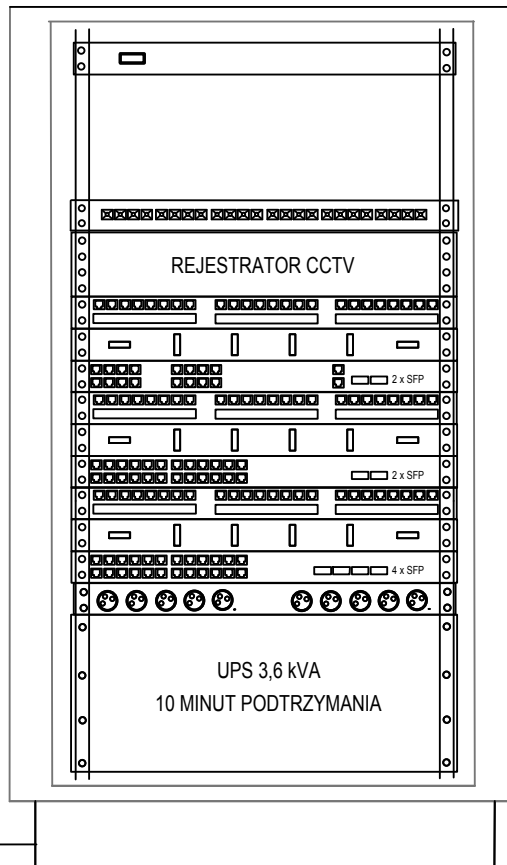 REJESTRATOR CCTV
2 x SFP
2 x SFP
4 x SFP
UPS 3,6 kVA
10 MINUT PODTRZYMANIA